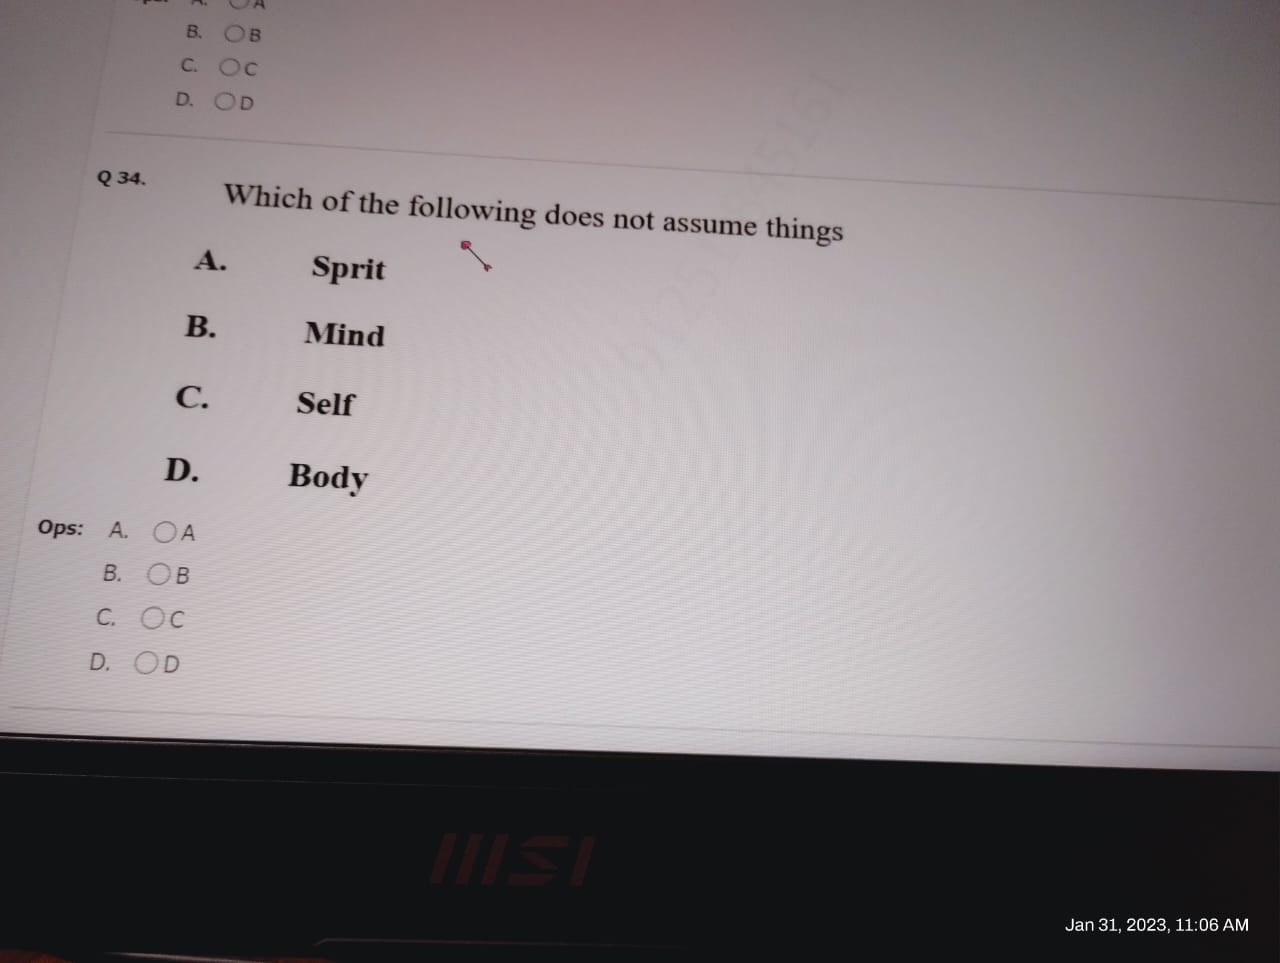 B. B
C. C
D. D
Q 34. Which of the following does not assume things
A. Sprit
B. Mind
C. Self
D. Body
Ops: A. A
B. B
C. C
D. D
msi
Jan 31, 2023, 11:06 AM